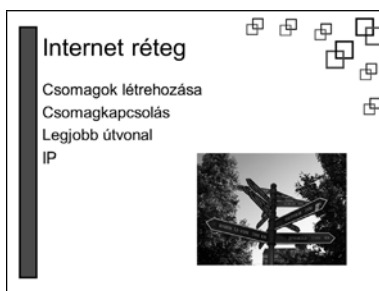 Internet réteg
Csomagok létrehozása
Csomagkapcsolás
Legjobb útvonal
IP